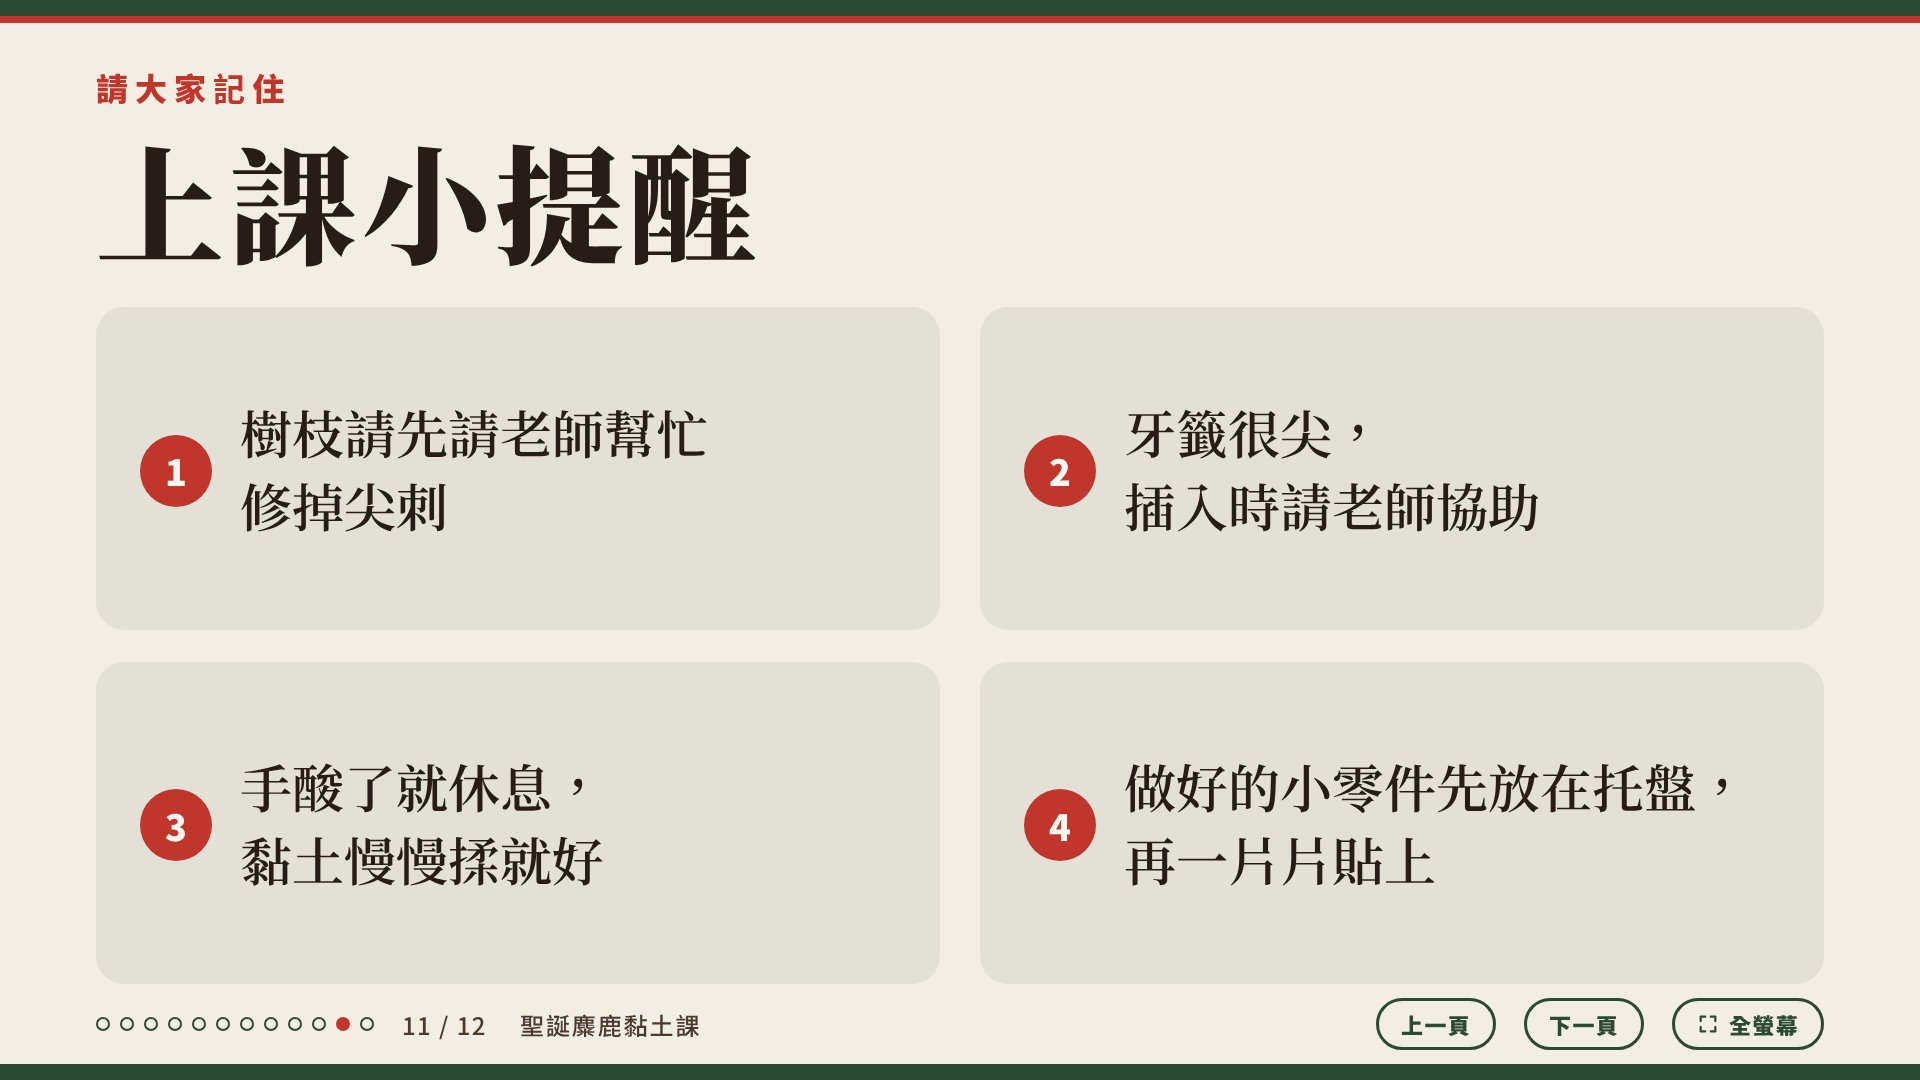 請大家記住
上課小提醒
1
樹枝請先請老師幫忙
修掉尖刺
2
牙籤很尖，
插入時請老師協助
3
手酸了就休息，
黏土慢慢揉就好
4
做好的小零件先放在托盤，
再一片片貼上
11 / 12
聖誕麋鹿黏土課
上一頁
下一頁
全螢幕